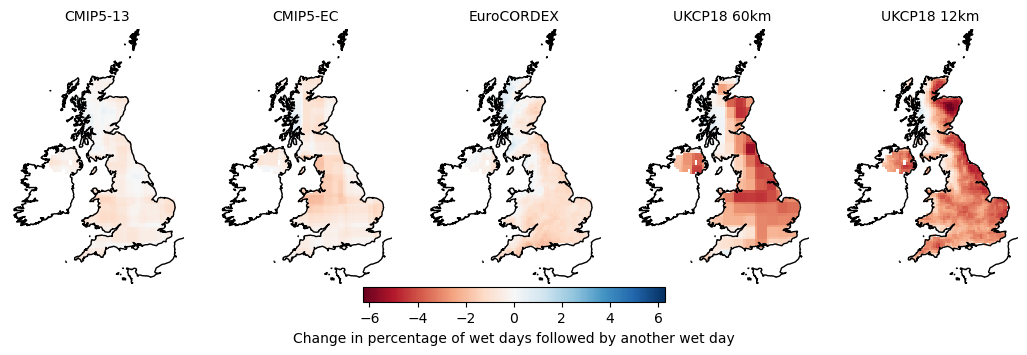 CMIP5-13 CMIP5-EC EuroCORDEX UKCP18 60km UKCP18 12km
−6 −4 −2 0 2 4 6
Change in percentage of wet days followed by another wet day